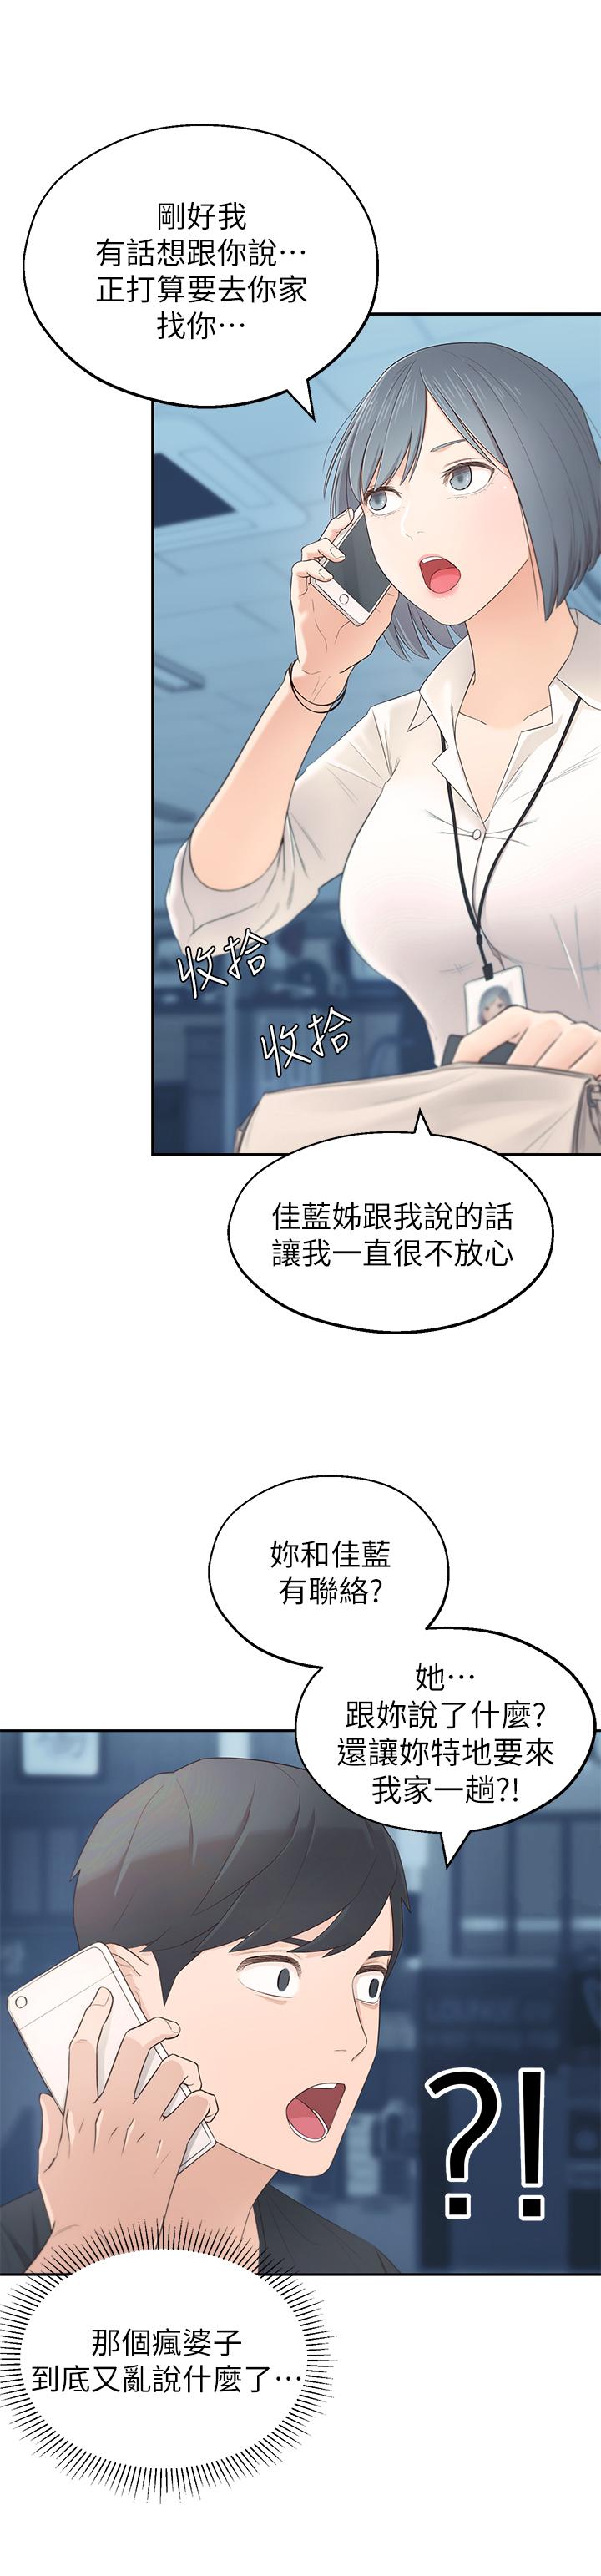 剛好我
有話想跟你說⋯
正打算要去你家
找你⋯
收拾
收拾
佳藍姊跟我說的話
讓我一直很不放心
妳和佳藍
有聯絡?
她⋯
跟妳說了什麼?
還讓妳特地要來
我家一趟?!
?!
那個瘋婆子
到底又亂說什麼了⋯